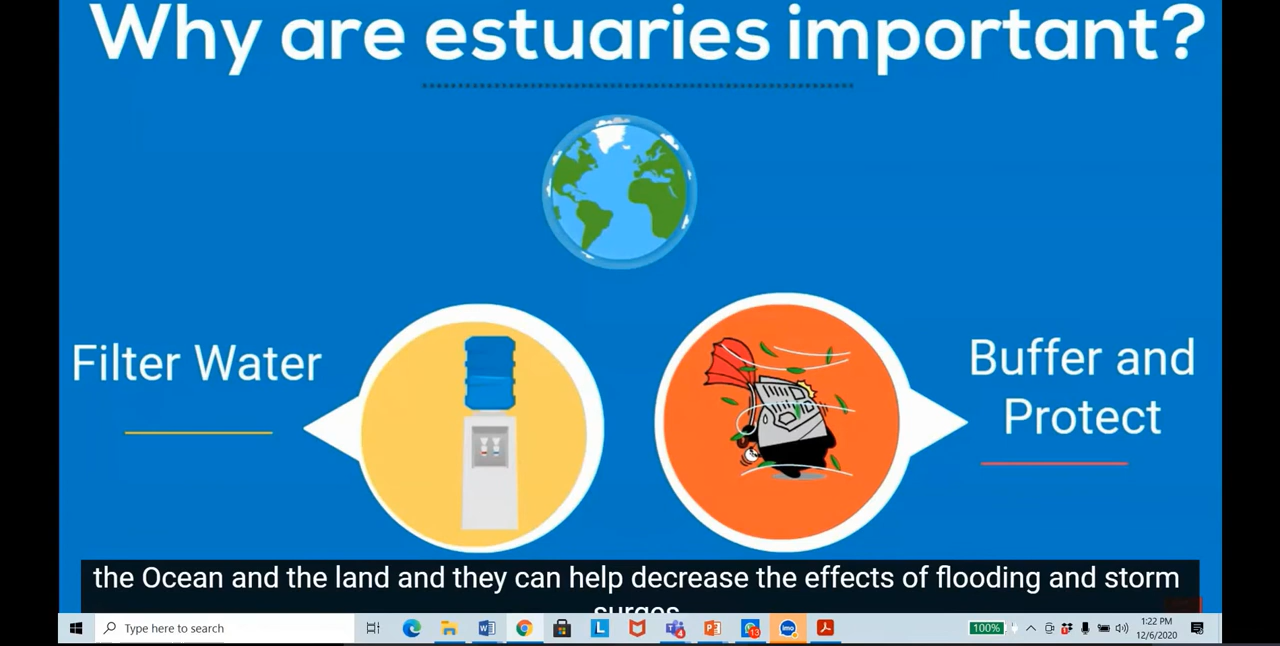 Why are estuaries important?
Filter Water
Buffer and
Protect
the Ocean and the land and they can help decrease the effects of flooding and storm
surges
Type here to search
100%
1:22 PM
12/6/2020